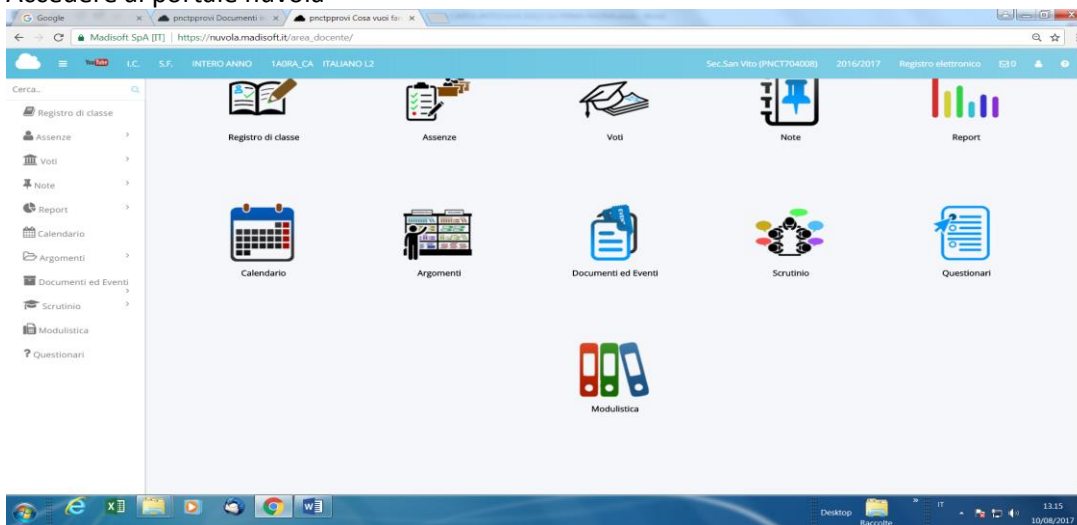 Accedere al portale nuvola
Google
pnctpprovi Documenti e
pnctpprovi Cosa vuoi far
Madisoft SpA [IT] | https://nuvola.madisoft.it/area_docente/
YouTube I.C. S.F. INTERO ANNO 1A0RA_CA ITALIANO L2 Sec.San Vito (PNCT704008) 2016/2017 Registro elettronico 0
Cerca...
Registro di classe
Assenze
Voti
Note
Report
Calendario
Argomenti
Documenti ed Eventi
Scrutinio
Modulistica
? Questionari
Registro di classe Assenze Voti Note Report
Calendario Argomenti Documenti ed Eventi Scrutinio Questionari
Modulistica
Desktop Raccolte » IT 13.15
10/08/2017